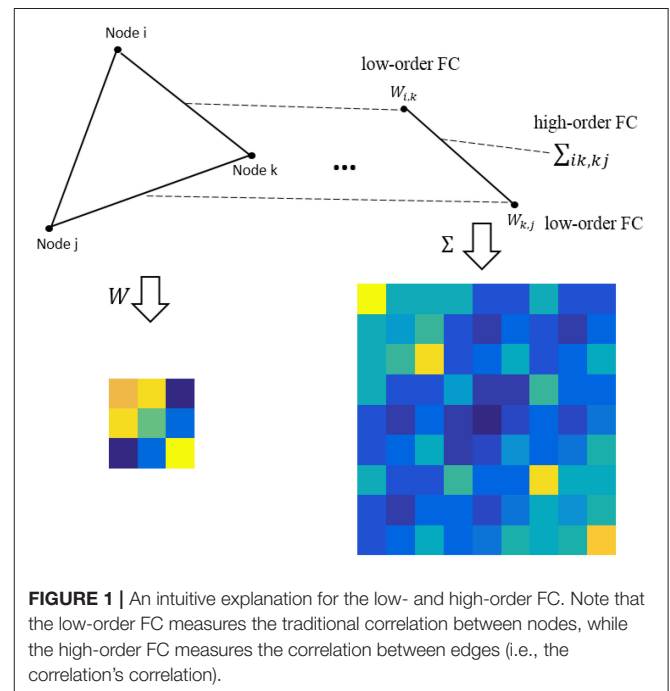 Node i
low-order FC
W_{i,k}
high-order FC
∑_{ik,kj}
Node k
...
W_{k,j} low-order FC
Node j
Σ
W
FIGURE 1 | An intuitive explanation for the low- and high-order FC. Note that
the low-order FC measures the traditional correlation between nodes, while
the high-order FC measures the correlation between edges (i.e., the
correlation's correlation).